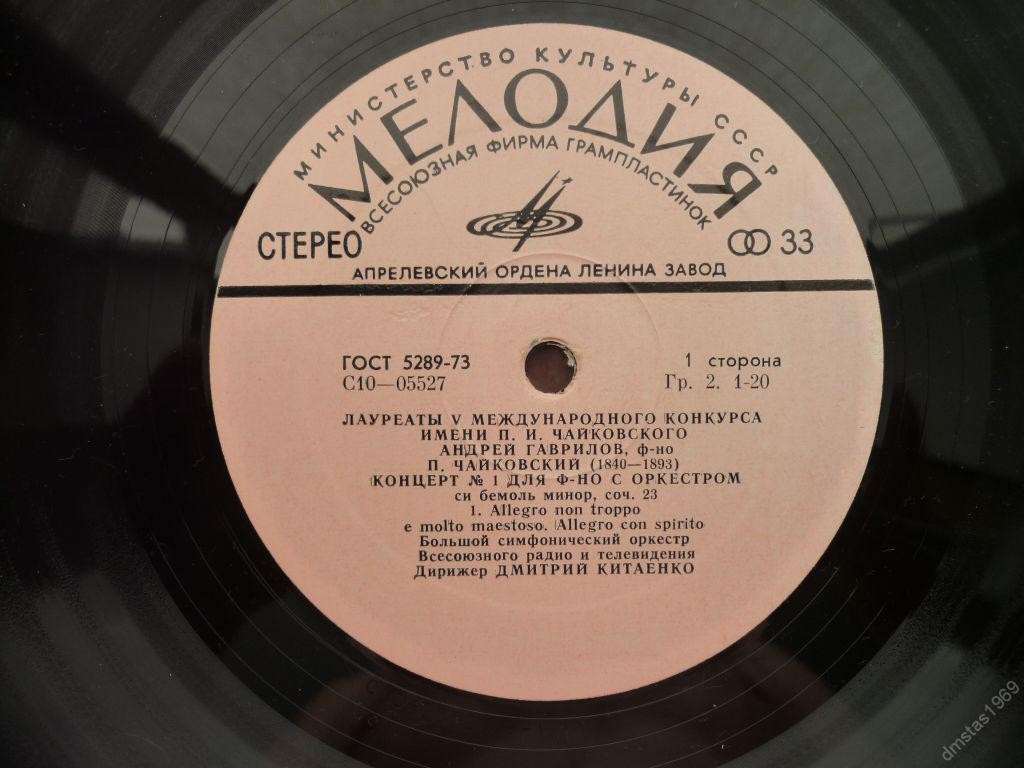 МИНИСТЕРСТВО КУЛЬТУРЫ СССР
МЕЛОДИЯ
ВСЕСОЮЗНАЯ ФИРМА ГРАМПЛАСТИНОК
СТЕРЕО
33
АПРЕЛЕВСКИЙ ОРДЕНА ЛЕНИНА ЗАВОД
ГОСТ 5289-73
1 сторона
С10—05527
Гр. 2. 1-20
ЛАУРЕАТЫ V МЕЖДУНАРОДНОГО КОНКУРСА
ИМЕНИ П. И. ЧАЙКОВСКОГО
АНДРЕЙ ГАВРИЛОВ, ф-но
П. ЧАЙКОВСКИЙ (1840—1893)
КОНЦЕРТ № 1 ДЛЯ Ф-НО С ОРКЕСТРОМ
си бемоль минор, соч. 23
1. Allegro non troppo
e molto maestoso. Allegro con spirito
Большой симфонический оркестр
Всесоюзного радио и телевидения
Дирижер ДМИТРИЙ КИТАЕНКО
dmstas1969